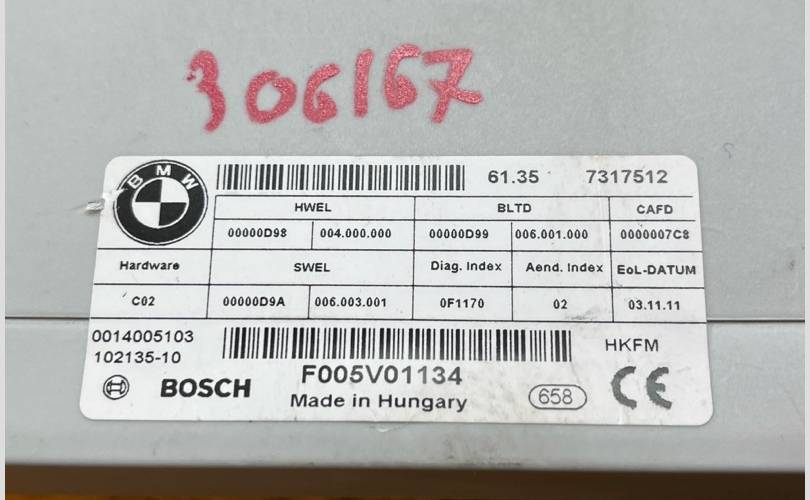 306167
BMW
61.35 7317512
HWEL BLTD CAFD
00000D98 004.000.000 00000D99 006.001.000 0000007C8
Hardware SWEL Diag. Index Aend. Index EoL-DATUM
C02 00000D9A 006.003.001 0F1170 02 03.11.11
0014005103
102135-10
HKFM
BOSCH F005V01134
Made in Hungary 658 CE